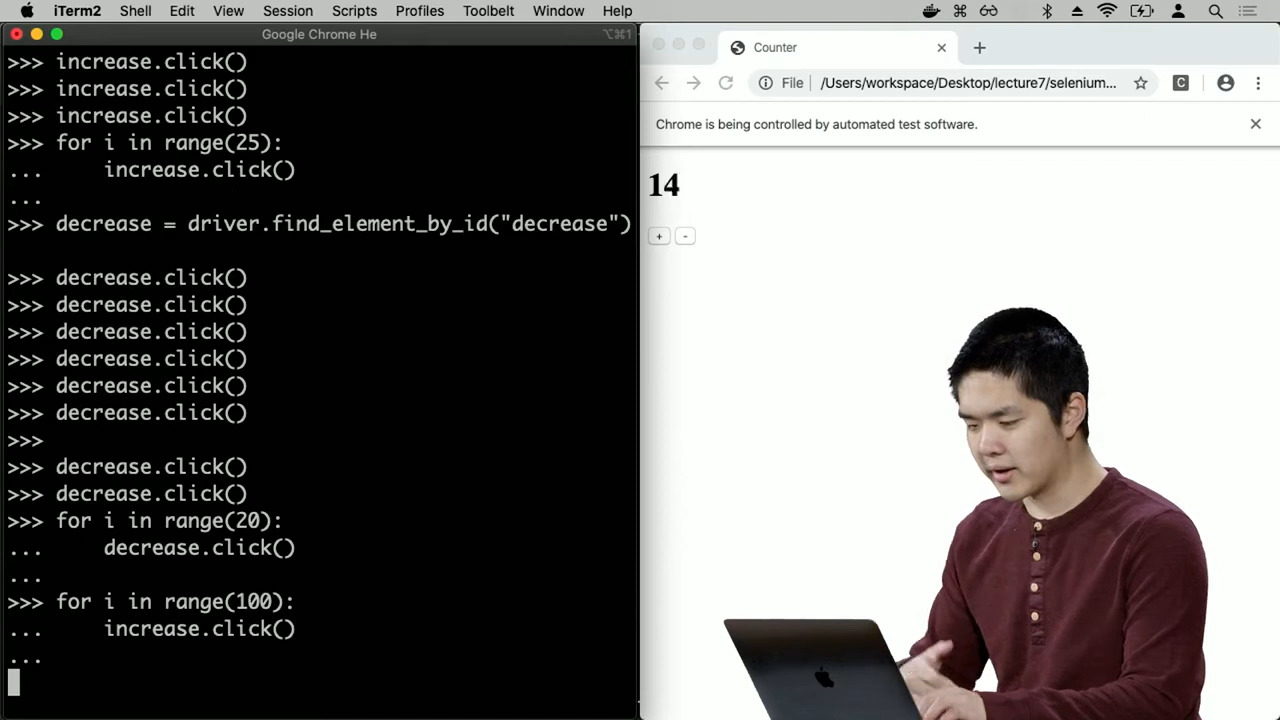 iTerm2 Shell Edit View Session Scripts Profiles Toolbelt Window Help
Google Chrome He ⌥⌘1
>>> increase.click()
>>> increase.click()
>>> increase.click()
>>> for i in range(25):
...     increase.click()
...
>>> decrease = driver.find_element_by_id("decrease")
>>> decrease.click()
>>> decrease.click()
>>> decrease.click()
>>> decrease.click()
>>> decrease.click()
>>> decrease.click()
>>>
>>> decrease.click()
>>> decrease.click()
>>> for i in range(20):
...     decrease.click()
...
>>> for i in range(100):
...     increase.click()
...
Counter
File /Users/workspace/Desktop/lecture7/selenium...
Chrome is being controlled by automated test software.
14
+ -